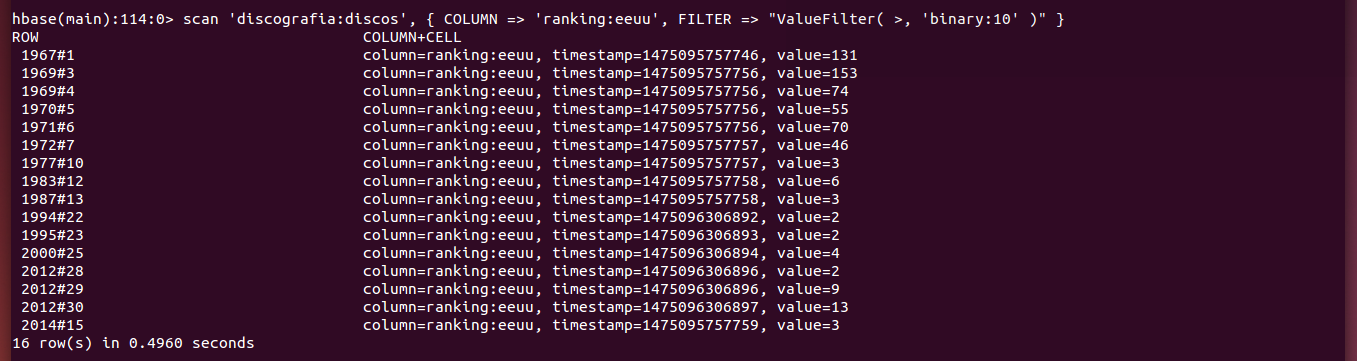 hbase(main):114:0> scan 'discografia:discos', { COLUMN => 'ranking:eeuu', FILTER => "ValueFilter( >, 'binary:10' )" }
ROW COLUMN+CELL
1967#1 column=ranking:eeuu, timestamp=1475095757746, value=131
1969#3 column=ranking:eeuu, timestamp=1475095757756, value=153
1969#4 column=ranking:eeuu, timestamp=1475095757756, value=74
1970#5 column=ranking:eeuu, timestamp=1475095757756, value=55
1971#6 column=ranking:eeuu, timestamp=1475095757756, value=70
1972#7 column=ranking:eeuu, timestamp=1475095757757, value=46
1977#10 column=ranking:eeuu, timestamp=1475095757757, value=3
1983#12 column=ranking:eeuu, timestamp=1475095757758, value=6
1987#13 column=ranking:eeuu, timestamp=1475095757758, value=3
1994#22 column=ranking:eeuu, timestamp=1475096306892, value=2
1995#23 column=ranking:eeuu, timestamp=1475096306893, value=2
2000#25 column=ranking:eeuu, timestamp=1475096306894, value=4
2012#28 column=ranking:eeuu, timestamp=1475096306896, value=2
2012#29 column=ranking:eeuu, timestamp=1475096306896, value=9
2012#30 column=ranking:eeuu, timestamp=1475096306897, value=13
2014#15 column=ranking:eeuu, timestamp=1475095757759, value=3
16 row(s) in 0.4960 seconds